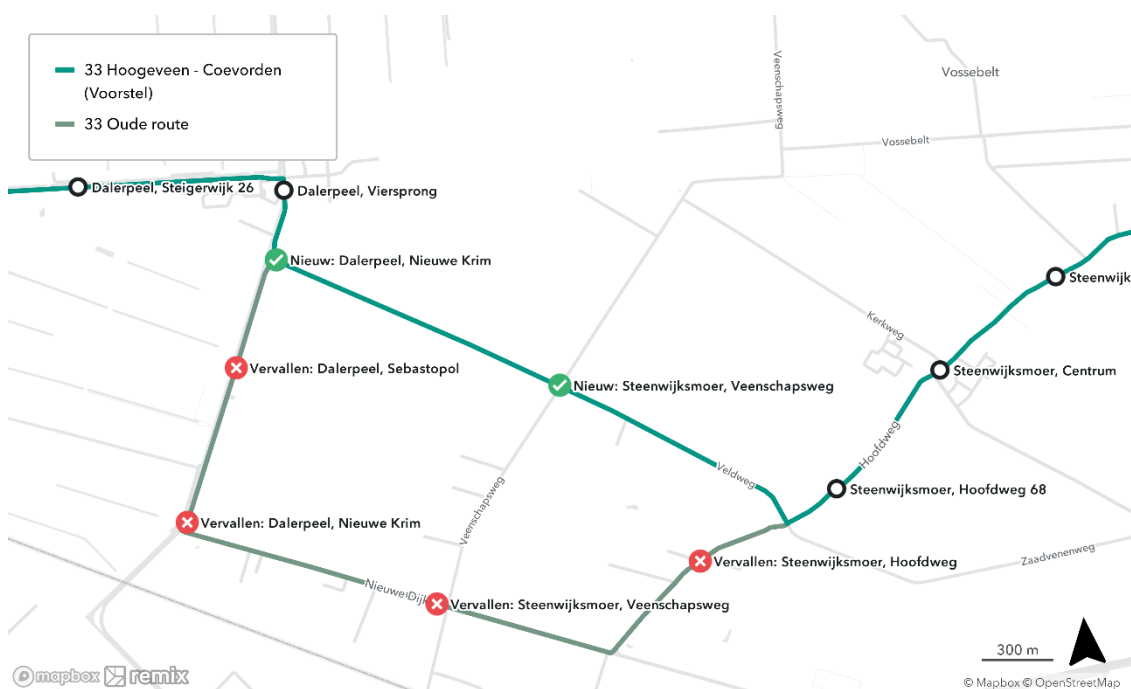 33 Hoogeveen - Coevorden
(Voorstel)
33 Oude route
Veenschapsweg
Vossebelt
Vossebelt
Dalerpeel, Steigerwijk 26
Dalerpeel, Viersprong
Nieuw: Dalerpeel, Nieuwe Krim
Steenwijk
Kerkweg
Vervallen: Dalerpeel, Sebastopol
Steenwijksmoer, Centrum
Nieuw: Steenwijksmoer, Veenschapsweg
Hoofdweg
Veldweg
Steenwijksmoer, Hoofdweg 68
Veenschapsweg
Vervallen: Dalerpeel, Nieuwe Krim
Zaadvenenweg
Vervallen: Steenwijksmoer, Hoofdweg
Nieuwe Dijk
Vervallen: Steenwijksmoer, Veenschapsweg
300 m
mapbox remix
© Mapbox © OpenStreetMap